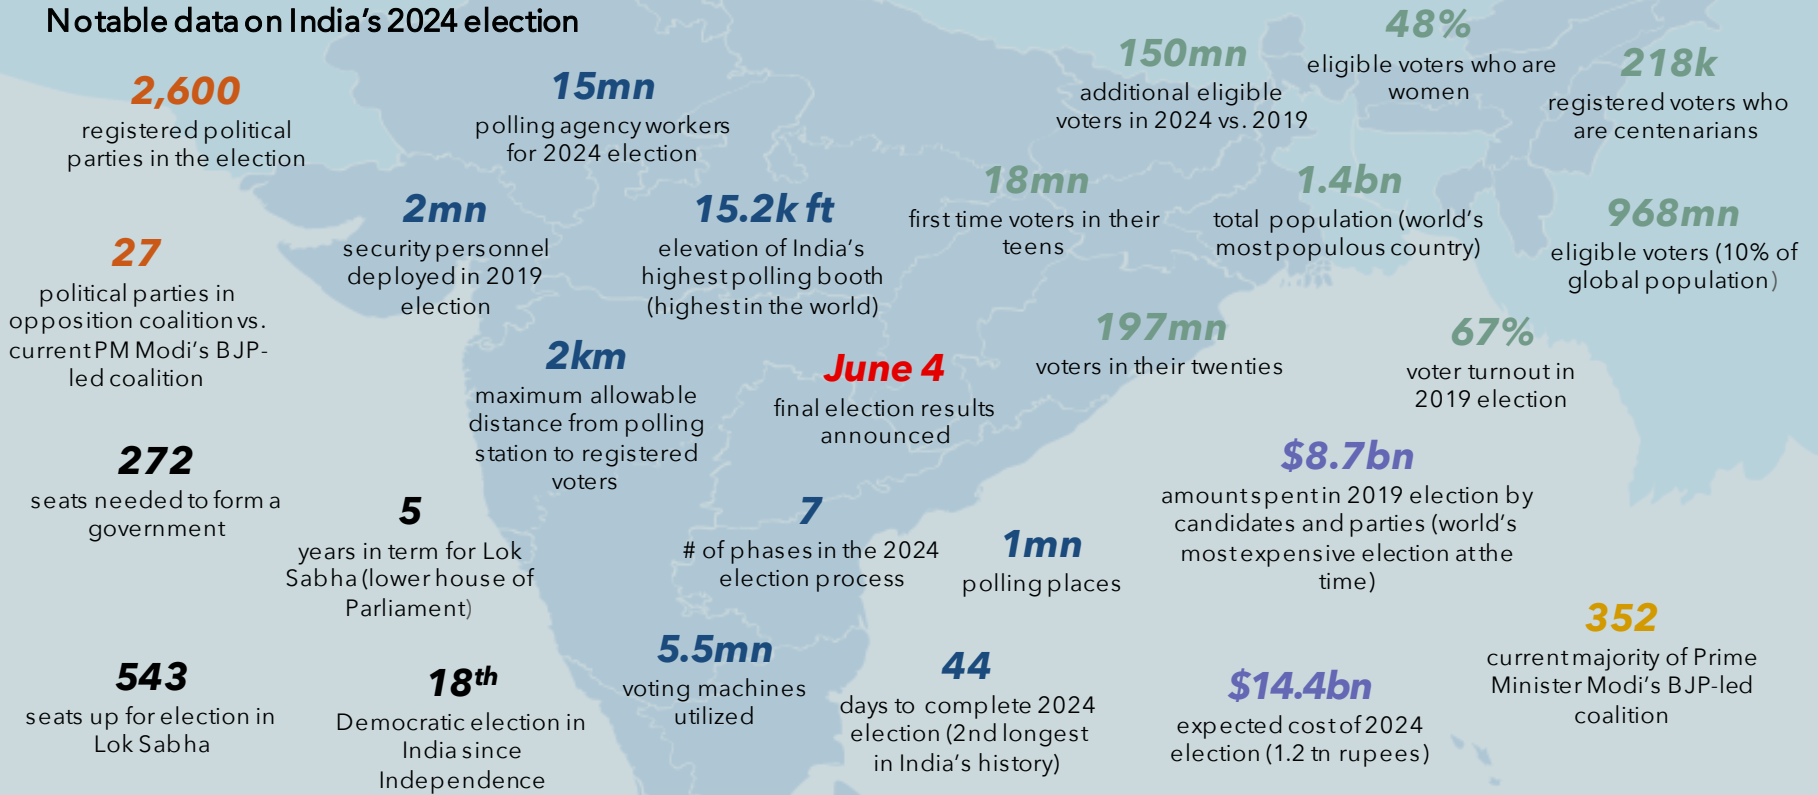 Notable data on India's 2024 election
2,600
registered political
parties in the election
15mn
polling agency workers
for 2024 election
150mn
additional eligible
voters in 2024 vs. 2019
48%
eligible voters who are
women
218k
registered voters who
are centenarians
27
political parties in
opposition coalition vs.
current PM Modi's BJP-
led coalition
2mn
security personnel
deployed in 2019
election
15.2k ft
elevation of India's
highest polling booth
(highest in the world)
18mn
first time voters in their
teens
1.4bn
total population (world's
most populous country)
968mn
eligible voters (10% of
global population)
2km
maximum allowable
distance from polling
station to registered
voters
June 4
final election results
announced
197mn
voters in their twenties
67%
voter turnout in
2019 election
272
seats needed to form a
government
5
years in term for Lok
Sabha (lower house of
Parliament)
7
# of phases in the 2024
election process
1mn
polling places
$8.7bn
amount spent in 2019 election by
candidates and parties (world's
most expensive election at the
time)
543
seats up for election in
Lok Sabha
18th
Democratic election in
India since
Independence
5.5mn
voting machines
utilized
44
days to complete 2024
election (2nd longest
in India's history)
$14.4bn
expected cost of 2024
election (1.2 tn rupees)
352
current majority of Prime
Minister Modi's BJP-led
coalition